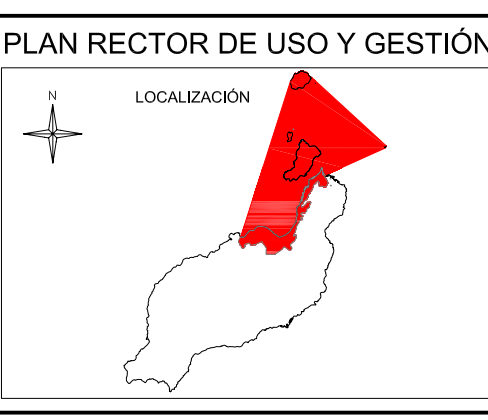 PLAN RECTOR DE USO Y GESTIÓN
N
LOCALIZACIÓN